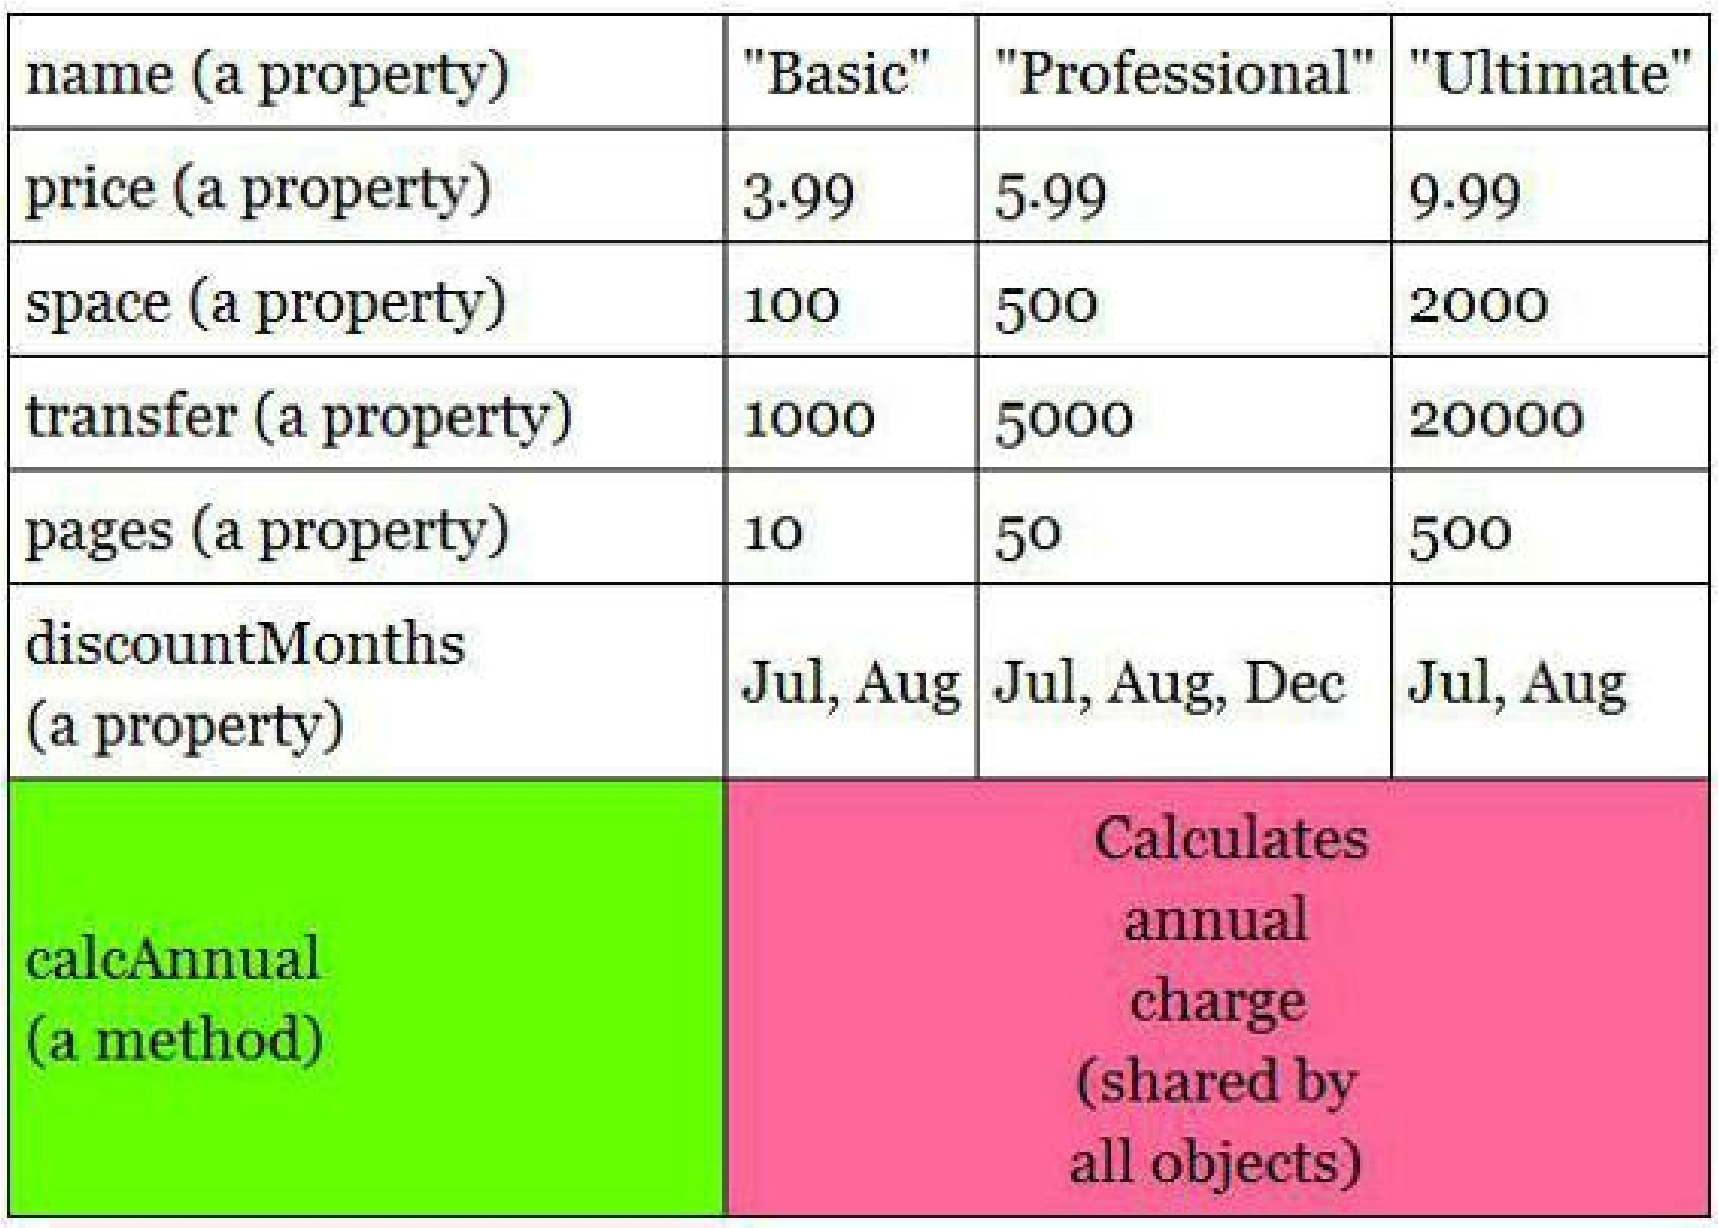 name (a property) "Basic" "Professional" "Ultimate"
price (a property) 3.99 5.99 9.99
space (a property) 100 500 2000
transfer (a property) 1000 5000 20000
pages (a property) 10 50 500
discountMonths
(a property) Jul, Aug Jul, Aug, Dec Jul, Aug
calcAnnual
(a method)
Calculates
annual
charge
(shared by
all objects)